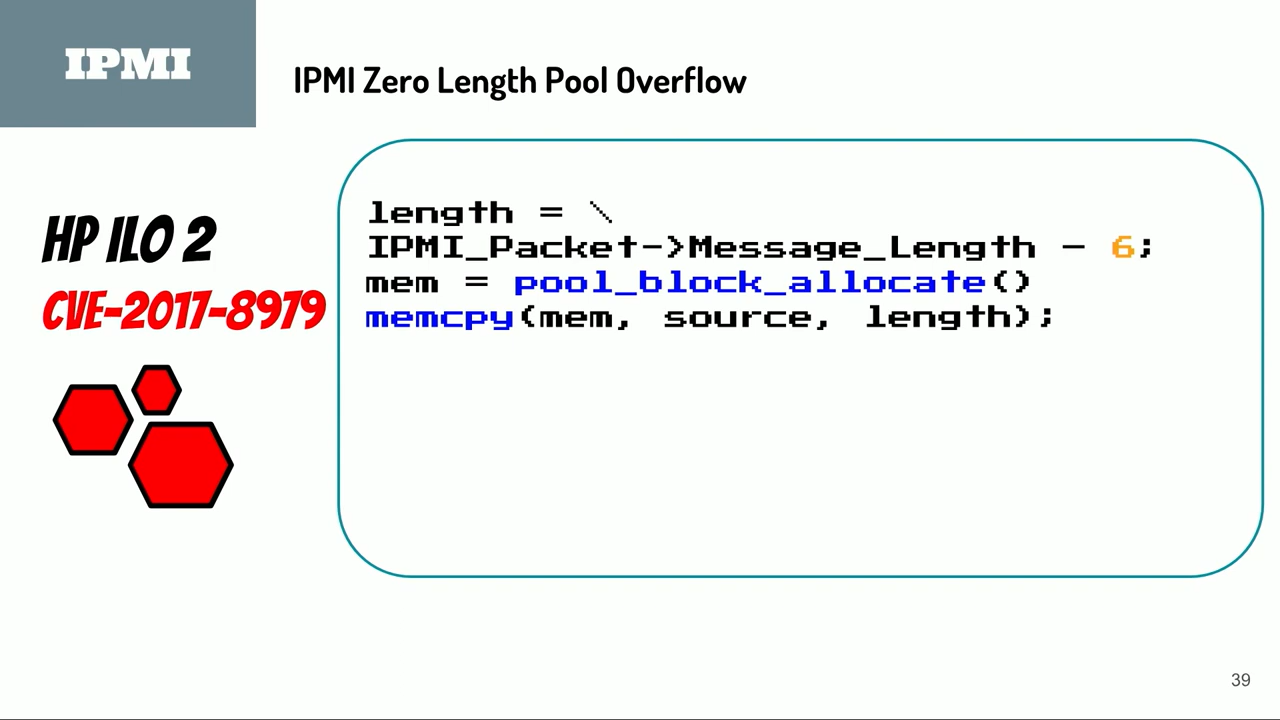 IPMI
IPMI Zero Length Pool Overflow
HP ILO 2
CVE-2017-8979
length = \
IPMI_Packet->Message_Length - 6;
mem = pool_block_allocate()
memcpy(mem, source, length);
39